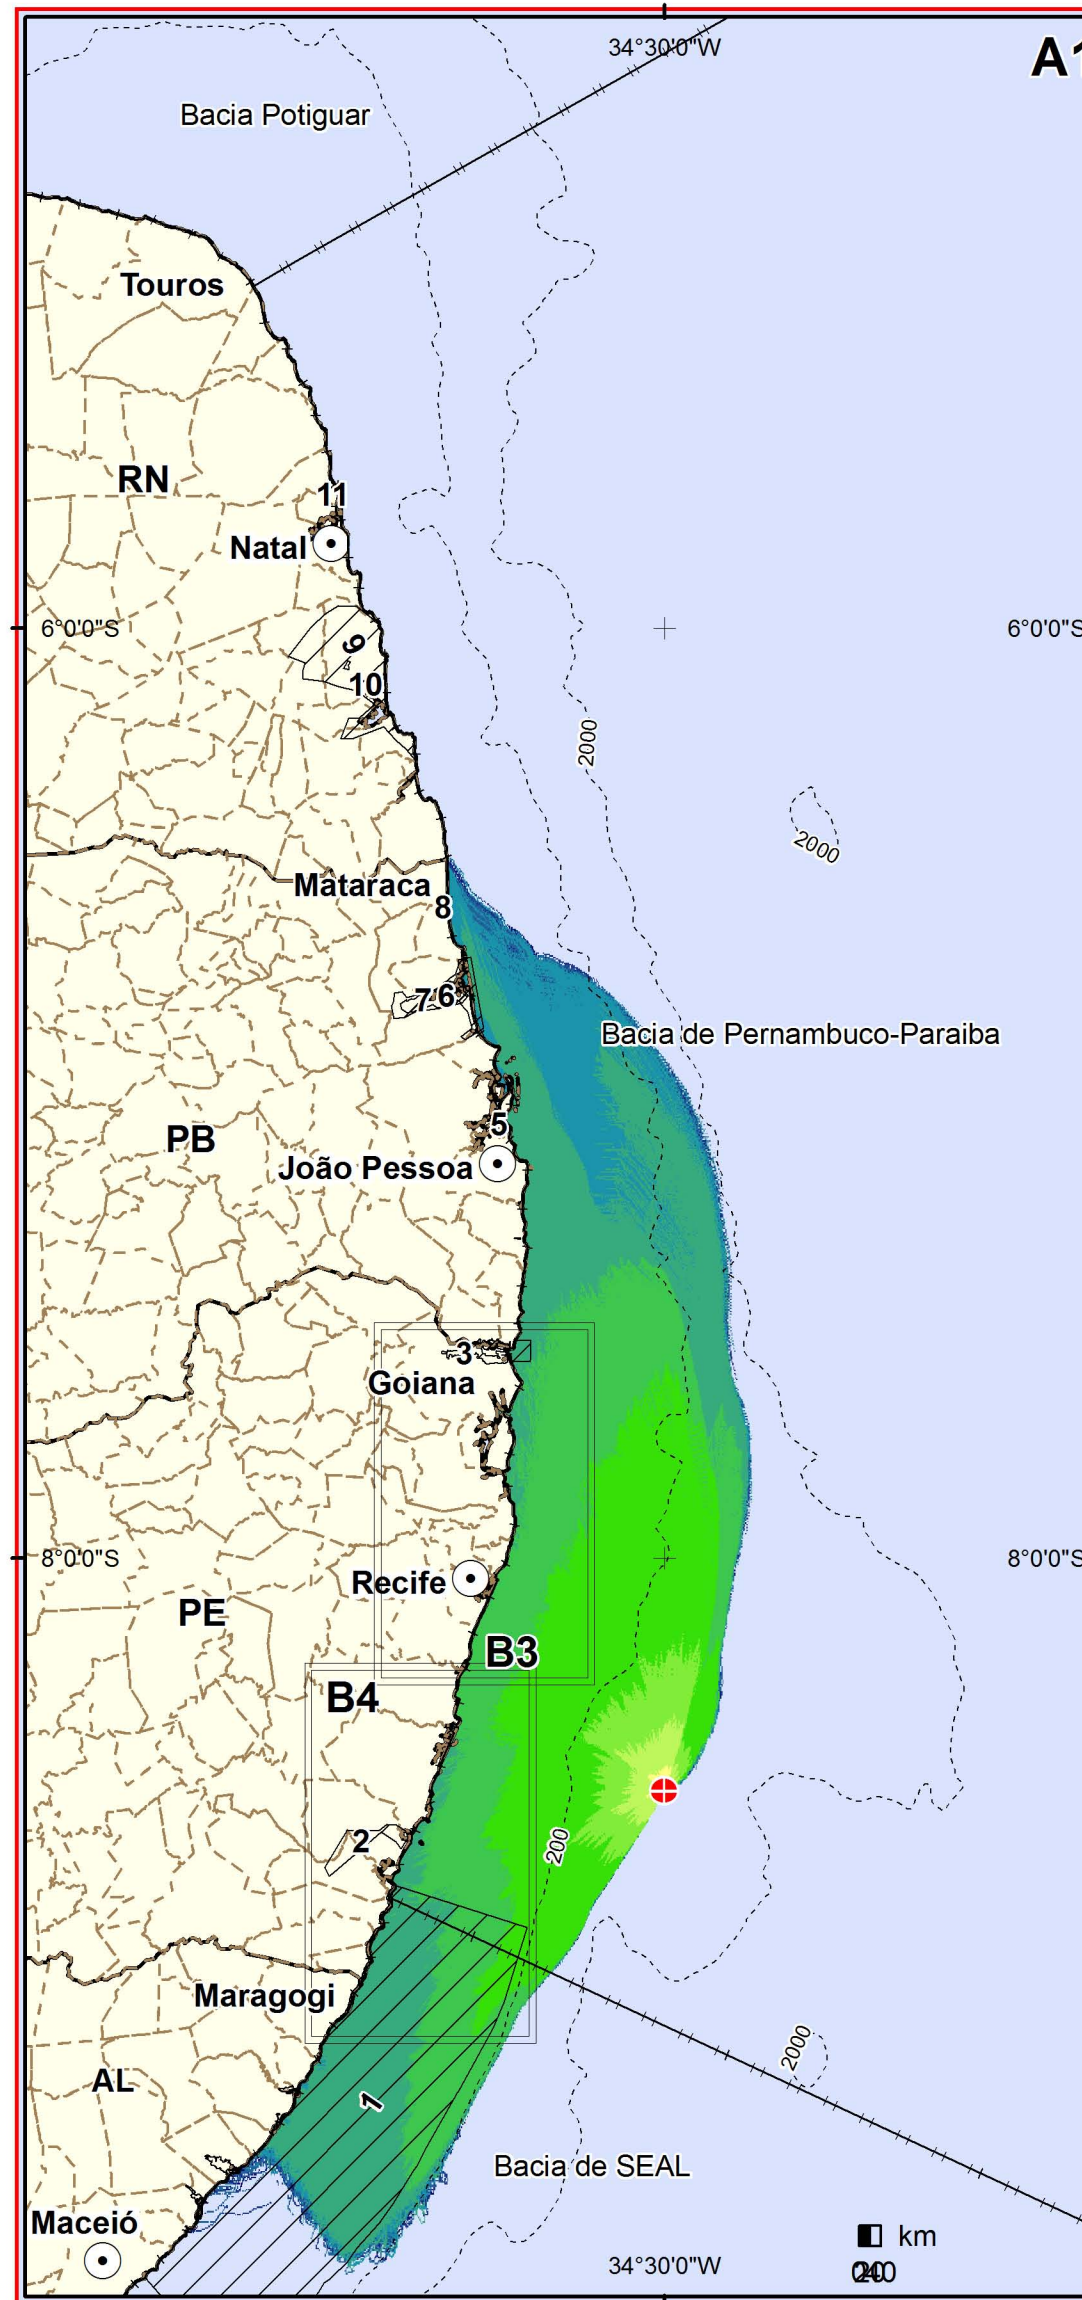 34°30'0"W
A1
Bacia Potiguar
Touros
RN
11
Natal
6°0'0"S
6°0'0"S
9
10
2000
2000
Mataraca
8
7
6
Bacia de Pernambuco-Paraiba
5
PB
João Pessoa
3
Goiana
8°0'0"S
8°0'0"S
Recife
PE
B3
B4
2
200
Maragogi
2000
AL
1
Bacia de SEAL
Maceió
km
34°30'0"W